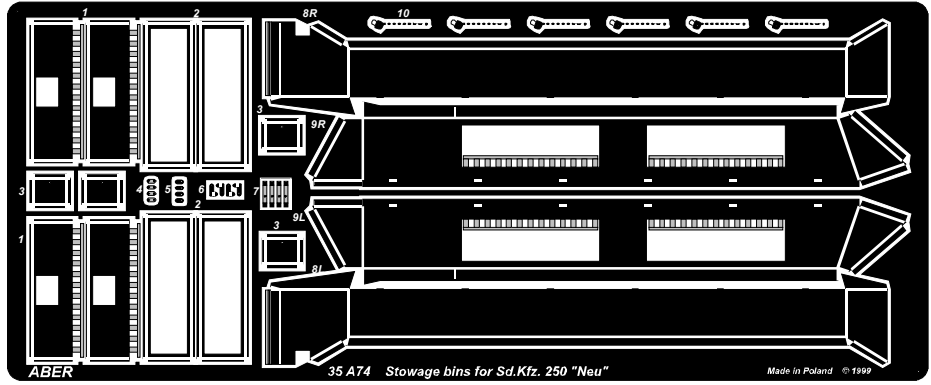 1 2 8R 10
3 9R
3 4 5 6 7
2
9L
1 3
8L
ABER 35 A74 Stowage bins for Sd.Kfz. 250 "Neu" Made in Poland © 1999